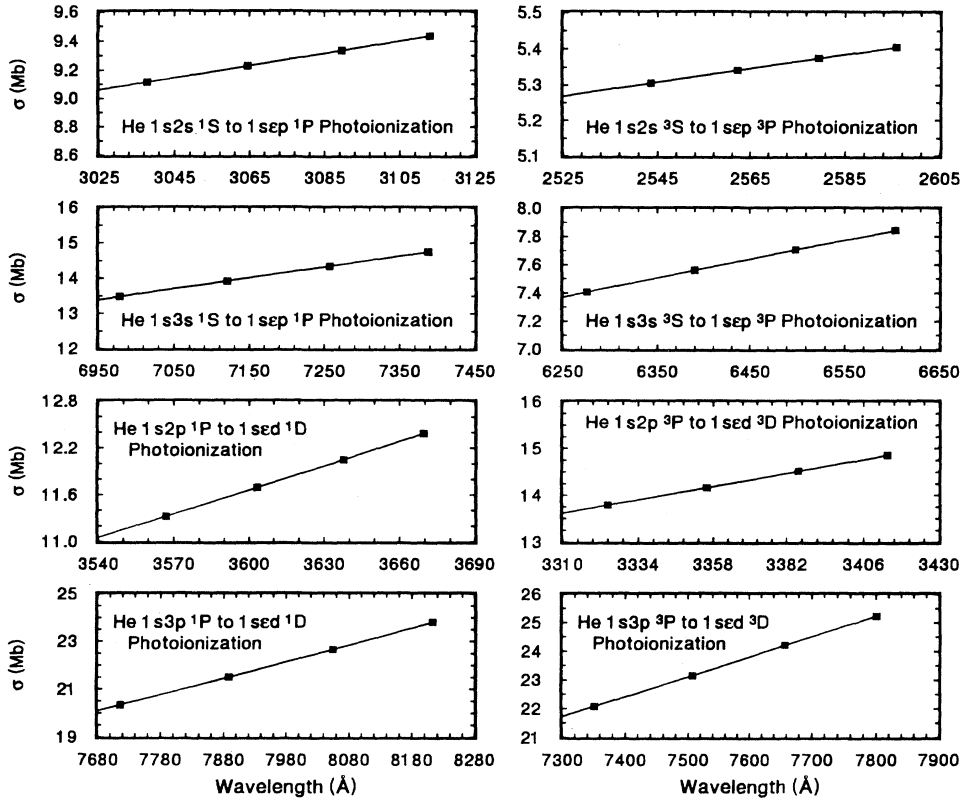 9.6
9.4
9.2
9.0
8.8
8.6
σ (Mb)
He 1s2s ¹S to 1sεp ¹P Photoionization
3025 3045 3065 3085 3105 3125
5.5
5.4
5.3
5.2
5.1
He 1s2s ³S to 1sεp ³P Photoionization
2525 2545 2565 2585 2605
16
15
14
13
12
σ (Mb)
He 1s3s ¹S to 1sεp ¹P Photoionization
6950 7050 7150 7250 7350 7450
8.0
7.8
7.6
7.4
7.2
7.0
He 1s3s ³S to 1sεp ³P Photoionization
6250 6350 6450 6550 6650
12.8
12.2
11.6
11.0
σ (Mb)
He 1s2p ¹P to 1sεd ¹D
Photoionization
3540 3570 3600 3630 3660 3690
16
15
14
13
He 1s2p ³P to 1sεd ³D Photoionization
3310 3334 3358 3382 3406 3430
25
23
21
19
σ (Mb)
He 1s3p ¹P to 1sεd ¹D
Photoionization
7680 7780 7880 7980 8080 8180 8280
Wavelength (Å)
26
25
24
23
22
21
He 1s3p ³P to 1sεd ³D
Photoionization
7300 7400 7500 7600 7700 7800 7900
Wavelength (Å)